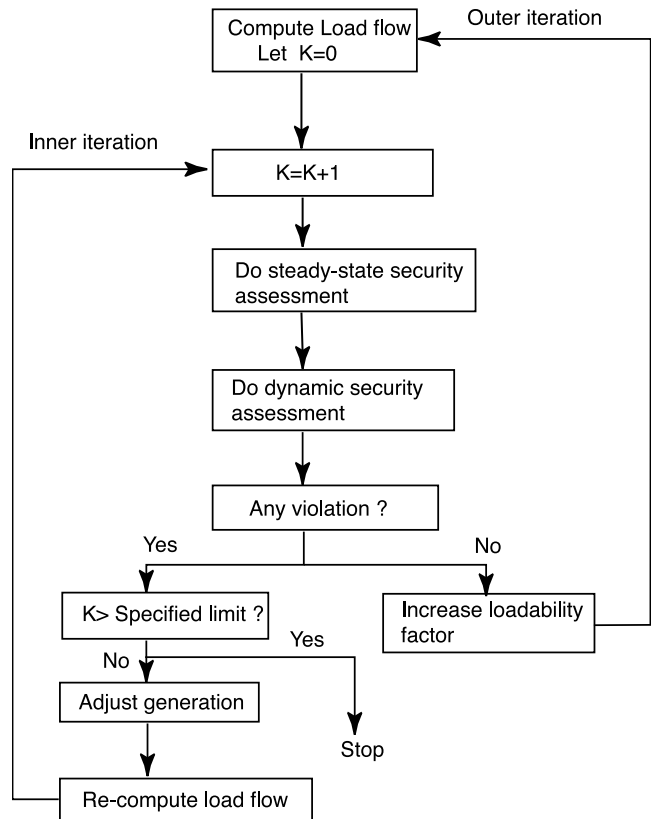 Compute Load flow
Let K=0
Outer iteration
Inner iteration
K=K+1
Do steady-state security
assessment
Do dynamic security
assessment
Any violation ?
Yes
No
K> Specified limit ?
Increase loadability
factor
Yes
No
Adjust generation
Stop
Re-compute load flow